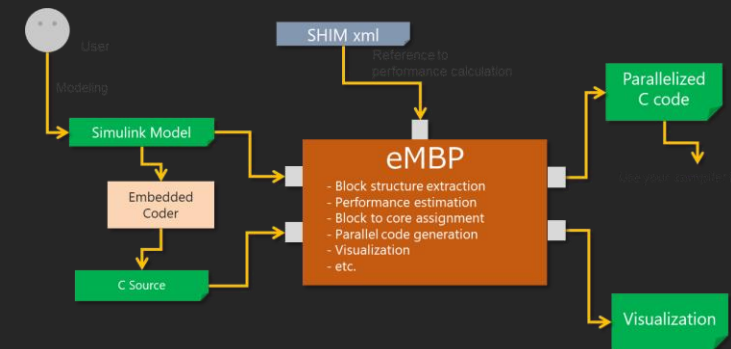 User
Modeling
Simulink Model
Embedded
Coder
C Source
SHIM xml
Reference to
performance calculation
eMBP
- Block structure extraction
- Performance estimation
- Block to core assignment
- Parallel code generation
- Visualization
- etc.
Parallelized
C code
Visualization